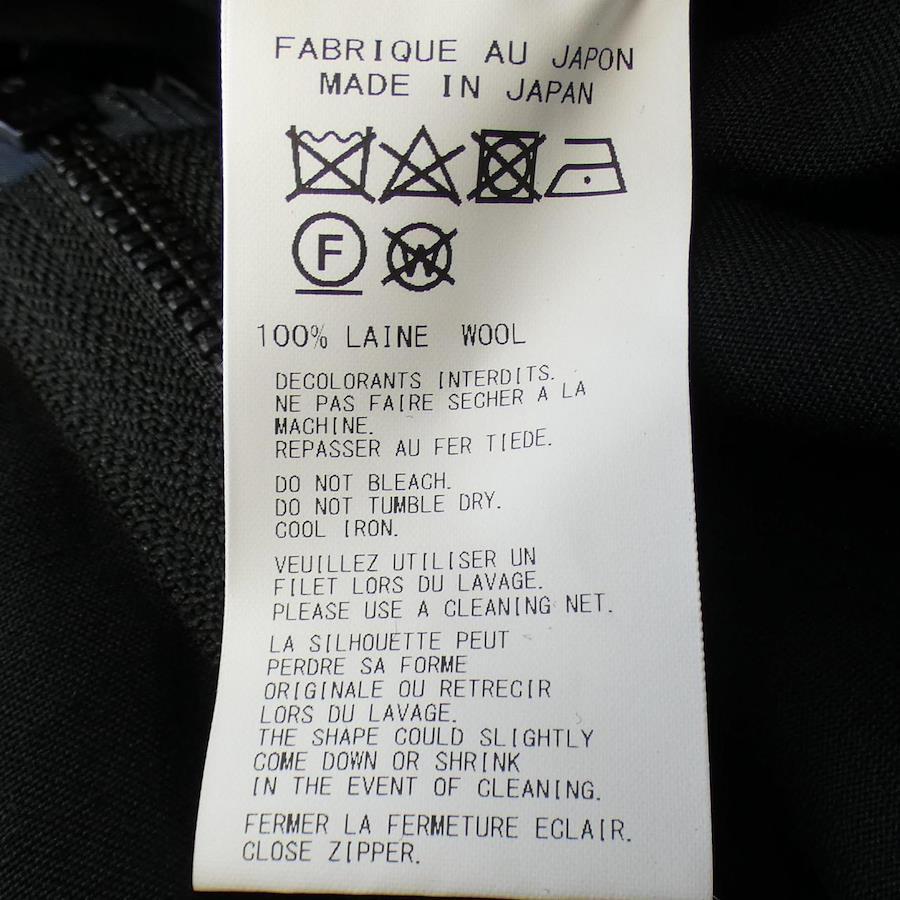 FABRIQUE AU JAPON
MADE IN JAPAN
F W
100% LAINE WOOL
DECOLORANTS INTERDITS.
NE PAS FAIRE SECHER A LA
MACHINE.
REPASSER AU FER TIEDE.
DO NOT BLEACH.
DO NOT TUMBLE DRY.
COOL IRON.
VEUILLEZ UTILISER UN
FILET LORS DU LAVAGE.
PLEASE USE A CLEANING NET.
LA SILHOUETTE PEUT
PERDRE SA FORME
ORIGINALE OU RETRECIR
LORS DU LAVAGE.
THE SHAPE COULD SLIGHTLY
COME DOWN OR SHRINK
IN THE EVENT OF CLEANING.
FERMER LA FERMETURE ECLAIR.
CLOSE ZIPPER.